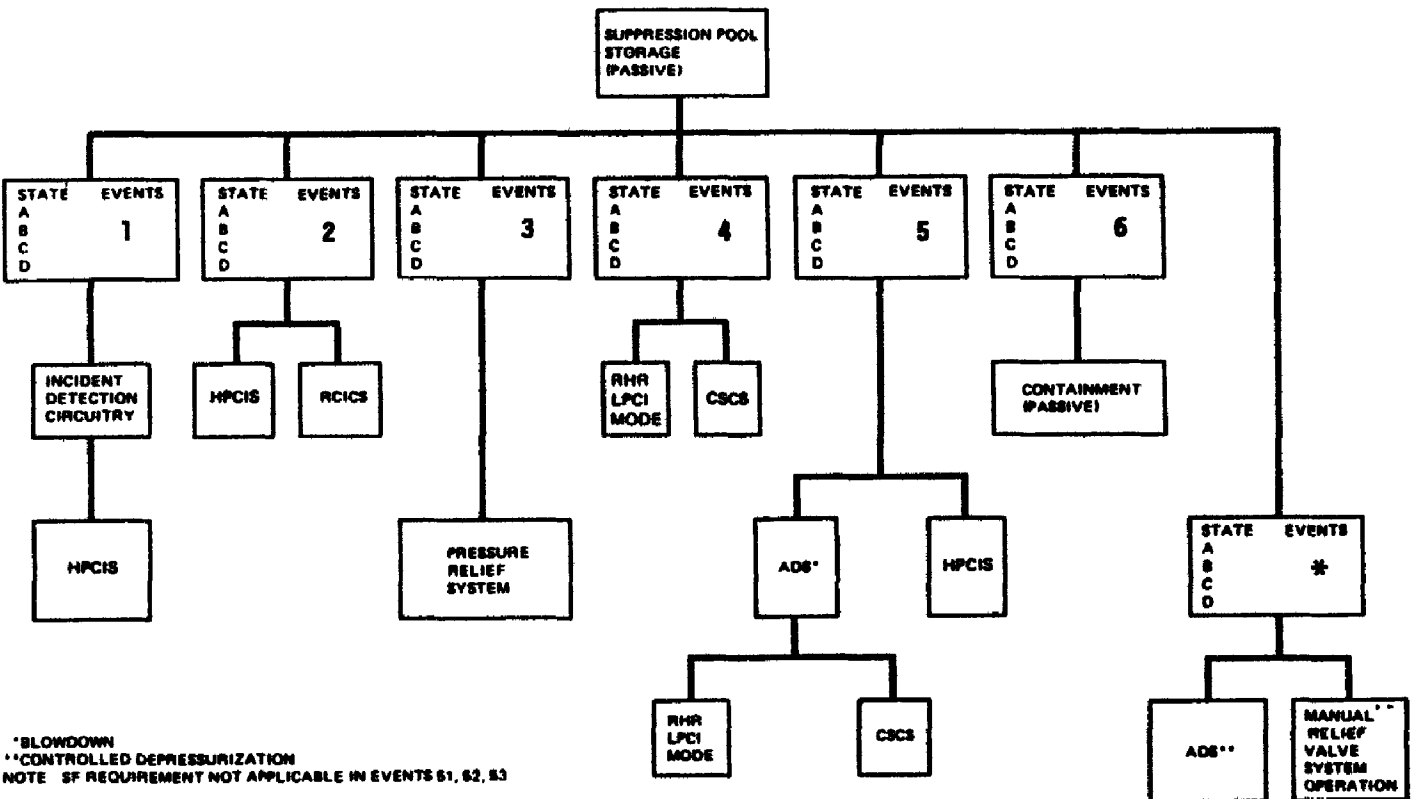 SUPPRESSION POOL
STORAGE
(PASSIVE)
STATE EVENTS
A
B
C
D
1
STATE EVENTS
A
B
C
D
2
STATE EVENTS
A
B
C
D
3
STATE EVENTS
A
B
C
D
4
STATE EVENTS
A
B
C
D
5
STATE EVENTS
A
B
C
D
6
INCIDENT
DETECTION
CIRCUITRY
HPCIS
RCICS
RHR
LPCI
MODE
CSCS
CONTAINMENT
(PASSIVE)
HPCIS
PRESSURE
RELIEF
SYSTEM
ADS*
HPCIS
STATE EVENTS
A
B
C
D
*
RHR
LPCI
MODE
CSCS
ADS**
MANUAL**
RELIEF
VALVE
SYSTEM
OPERATION
*BLOWDOWN
**CONTROLLED DEPRESSURIZATION
NOTE SF REQUIREMENT NOT APPLICABLE IN EVENTS 51, 52, 53